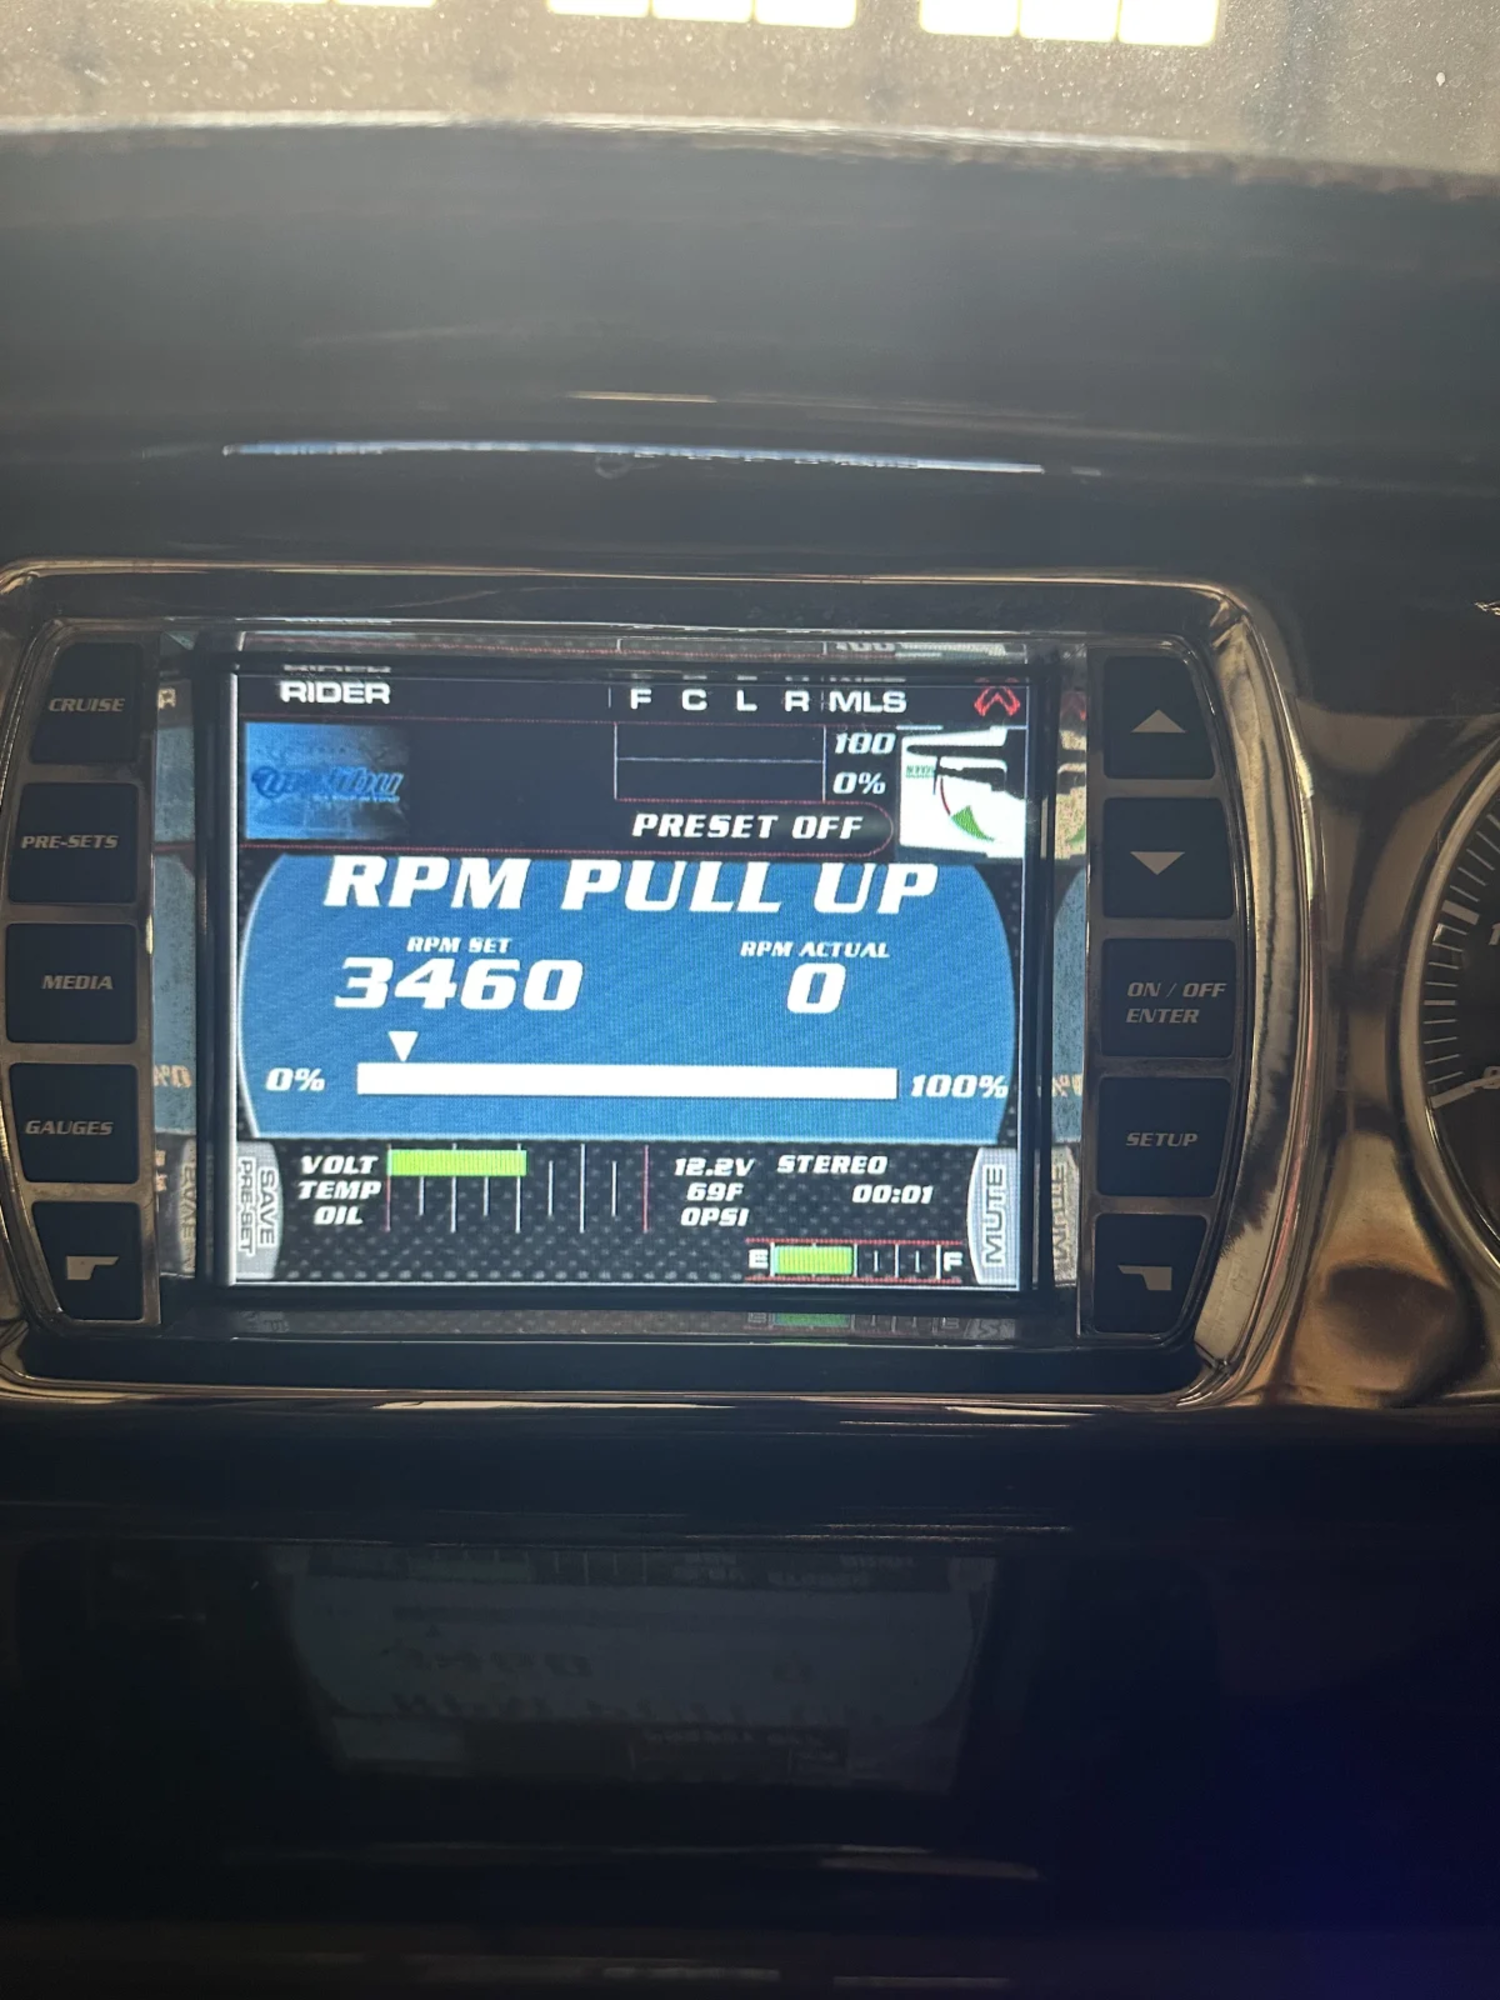 RIDER F C L R MLS
100
0%
PRESET OFF
RPM PULL UP
RPM SET RPM ACTUAL
3460 0
0% 100%
VOLT 12.2V STEREO
TEMP 69F 00:01
OIL 0PSI
E F
SAVE
PRE-SET
MUTE
CRUISE
PRE-SETS
MEDIA
GAUGES
ON / OFF
ENTER
SETUP